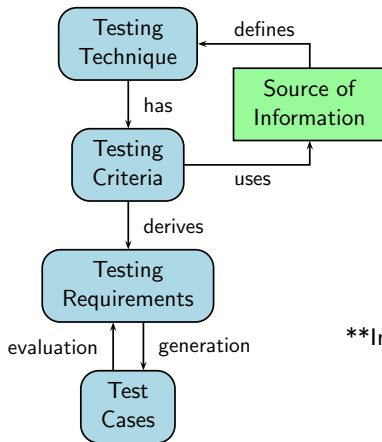 Testing
Technique
defines
Source of
Information
has
Testing
Criteria
uses
derives
Testing
Requirements
evaluation
generation
Test
Cases